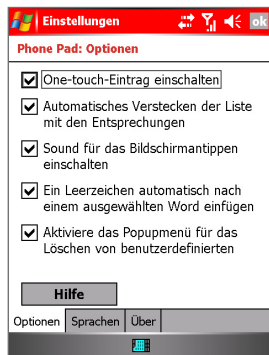 Einstellungen ok
Phone Pad: Optionen
One-touch-Eintrag einschalten
Automatisches Verstecken der Liste
mit den Entsprechungen
Sound für das Bildschirmantippen
einschalten
Ein Leerzeichen automatisch nach
einem ausgewählten Word einfügen
Aktiviere das Popupmenü für das
Löschen von benutzerdefinierten
Hilfe
Optionen Sprachen Über